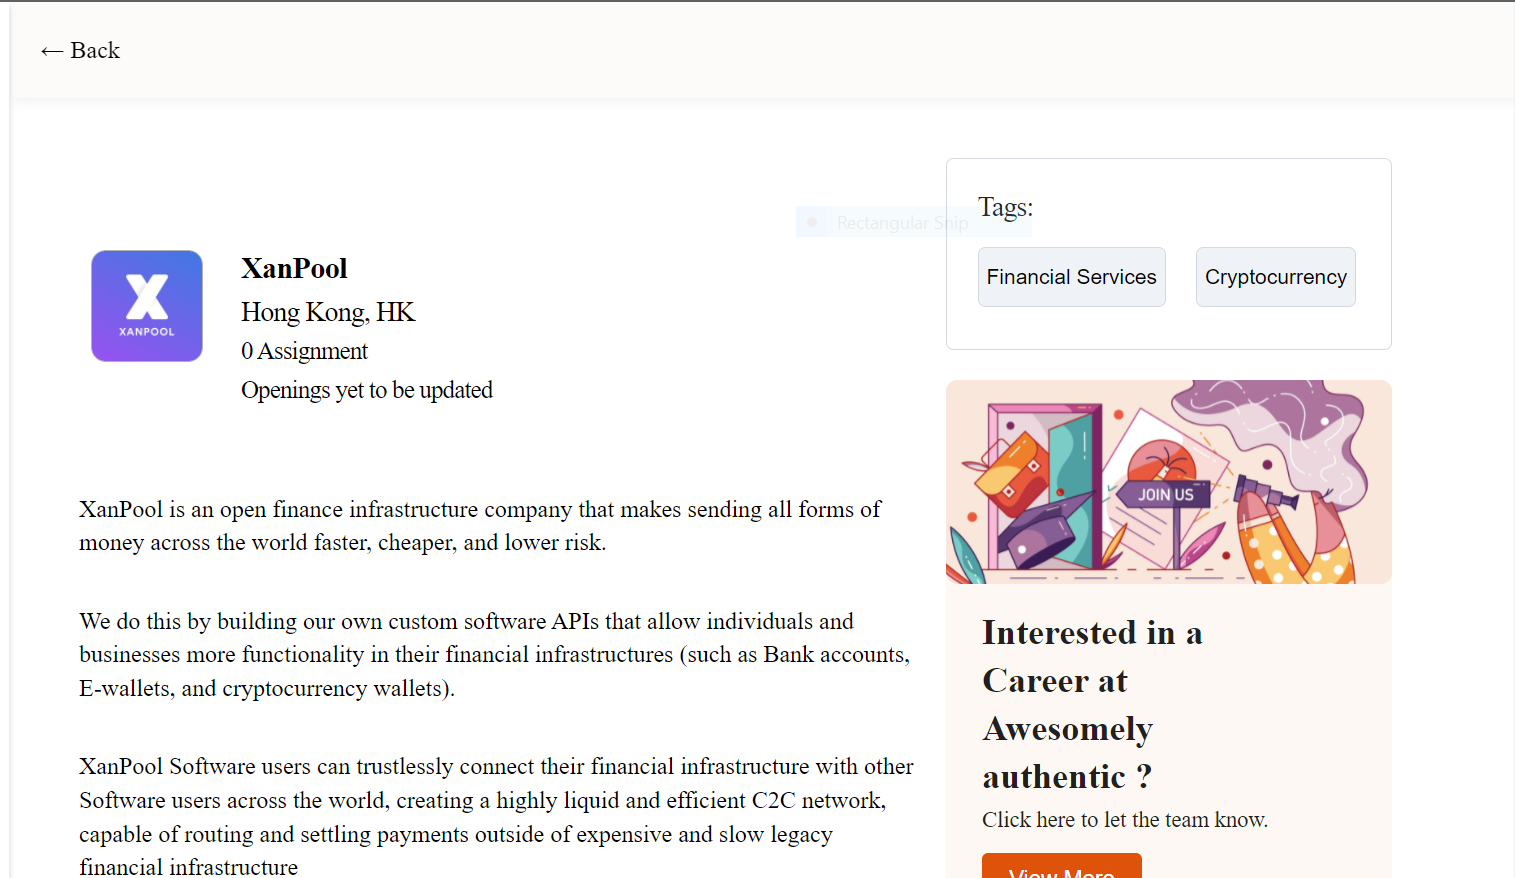 ← Back
Tags:
Rectangular Snip
Financial Services
Cryptocurrency
X
XANPOOL
XanPool
Hong Kong, HK
0 Assignment
Openings yet to be updated
XanPool is an open finance infrastructure company that makes sending all forms of
money across the world faster, cheaper, and lower risk.
We do this by building our own custom software APIs that allow individuals and
businesses more functionality in their financial infrastructures (such as Bank accounts,
E-wallets, and cryptocurrency wallets).
XanPool Software users can trustlessly connect their financial infrastructure with other
Software users across the world, creating a highly liquid and efficient C2C network,
capable of routing and settling payments outside of expensive and slow legacy
financial infrastructure
JOIN US
Interested in a
Career at
Awesomely
authentic ?
Click here to let the team know.
View More